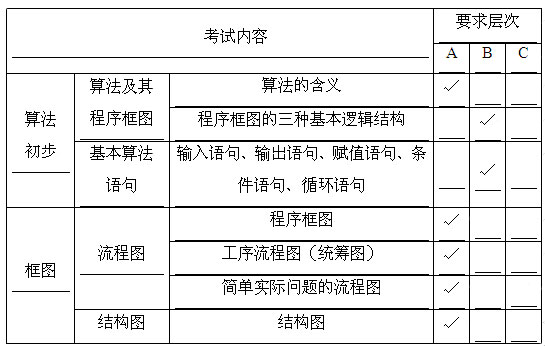 考试内容 要求层次
A B C
算法初步 算法及其程序框图 算法的含义 ✓
程序框图的三种基本逻辑结构 ✓
基本算法语句 输入语句、输出语句、赋值语句、条件语句、循环语句 ✓
框图 流程图 程序框图 ✓
工序流程图（统筹图） ✓
简单实际问题的流程图 ✓
结构图 结构图 ✓